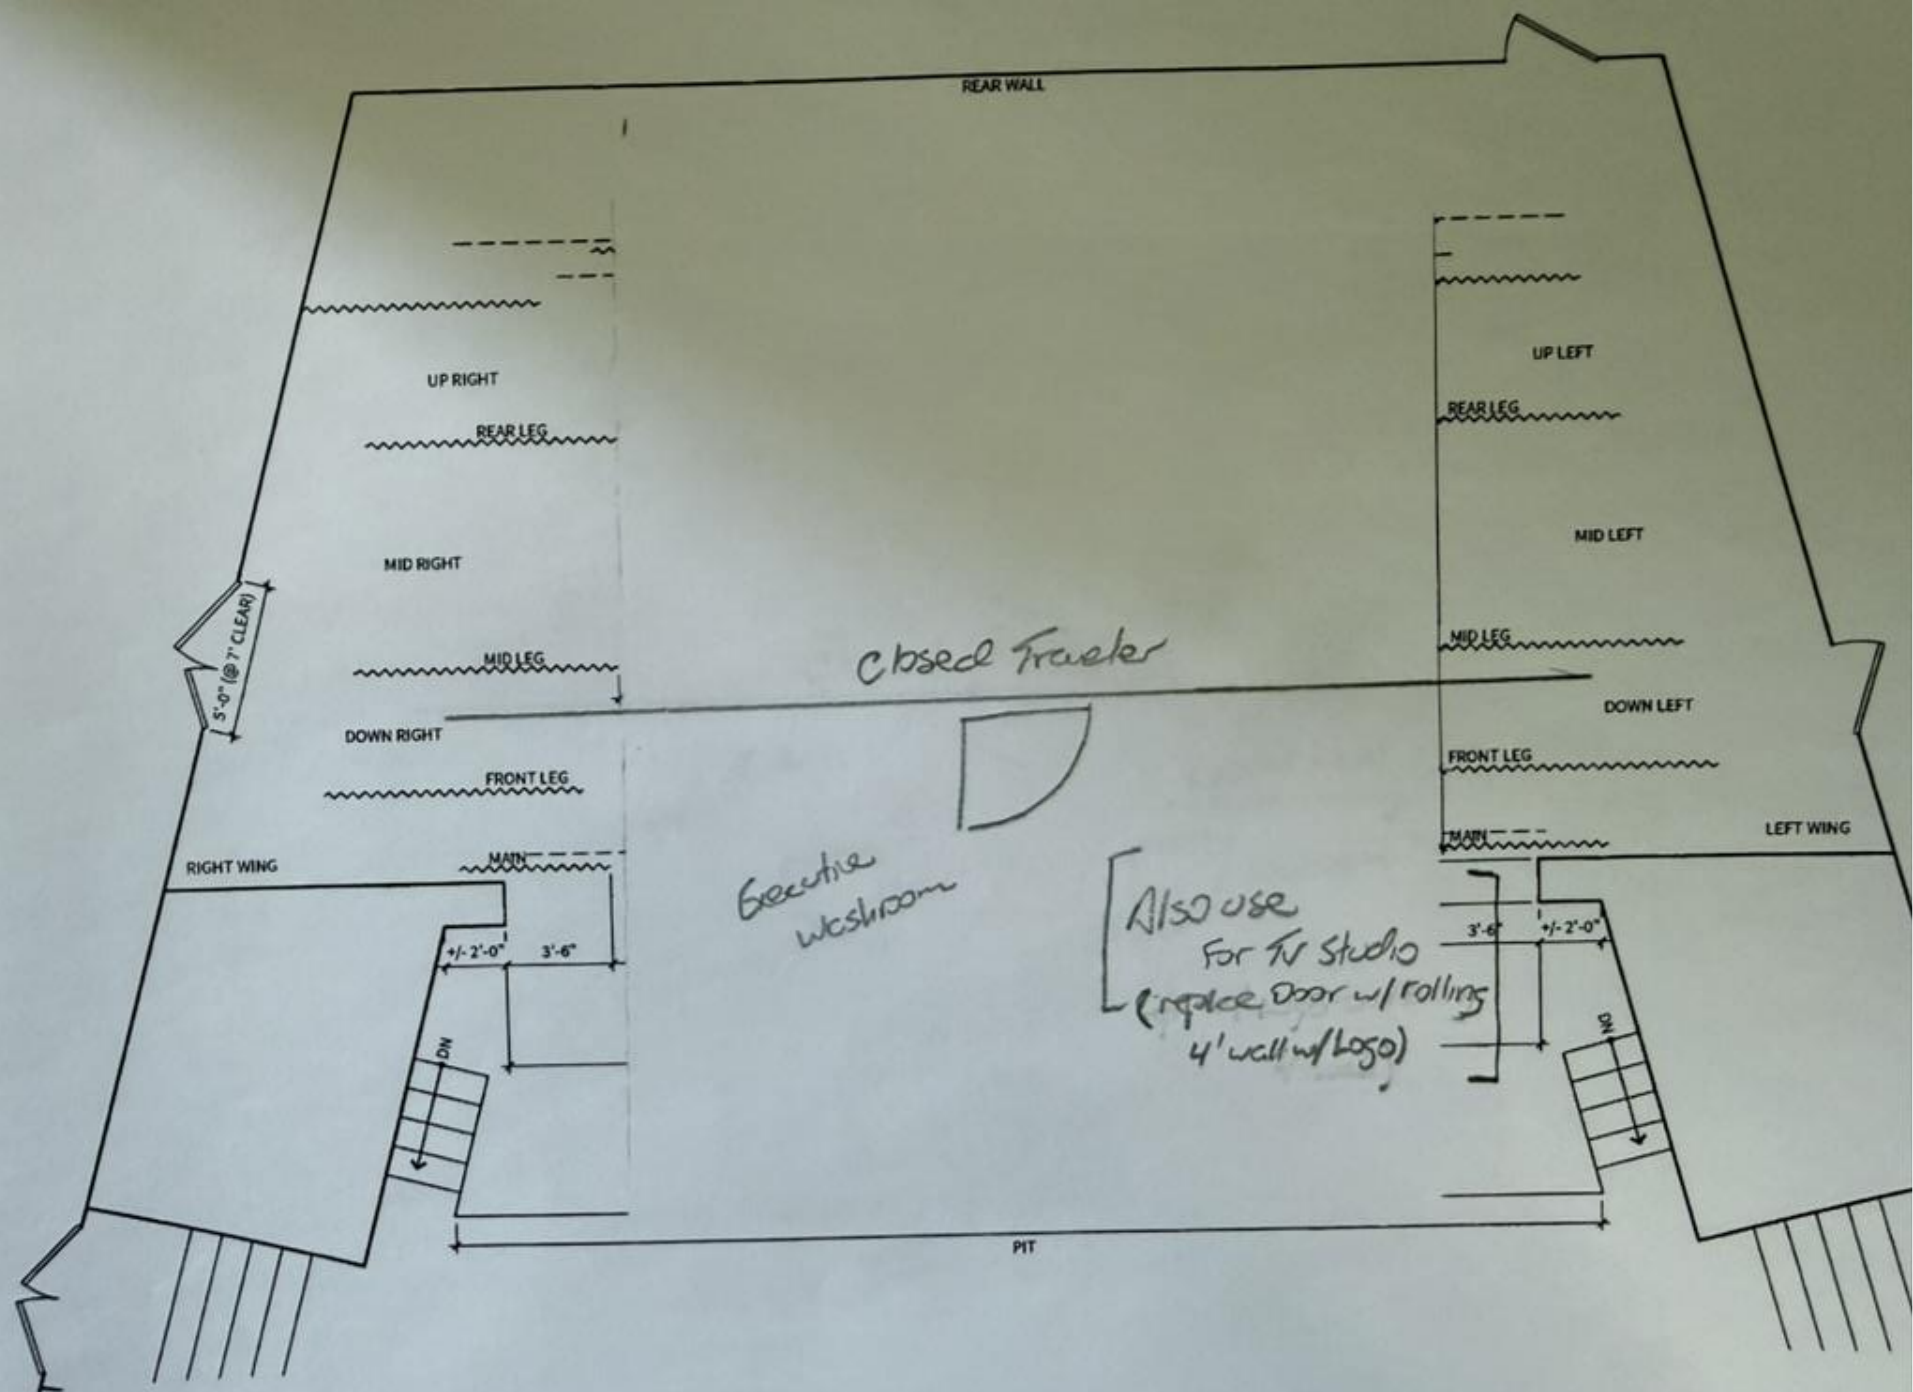 REAR WALL
UP LEFT
UP RIGHT
REAR LEG
REAR LEG
MID LEFT
MID RIGHT
5'-0" (@ 7' CLEAR)
MID LEG
MID LEG
Closed Traveler
DOWN LEFT
DOWN RIGHT
FRONT LEG
FRONT LEG
MAIN
LEFT WING
MAIN
RIGHT WING
Executive
washroom
Also use
For TV Studio
(replace Door w/ rolling
4' wall w/ Logo)
+/- 2'-0"
3'-6"
3'-6"
+/- 2'-0"
DN
DN
PIT